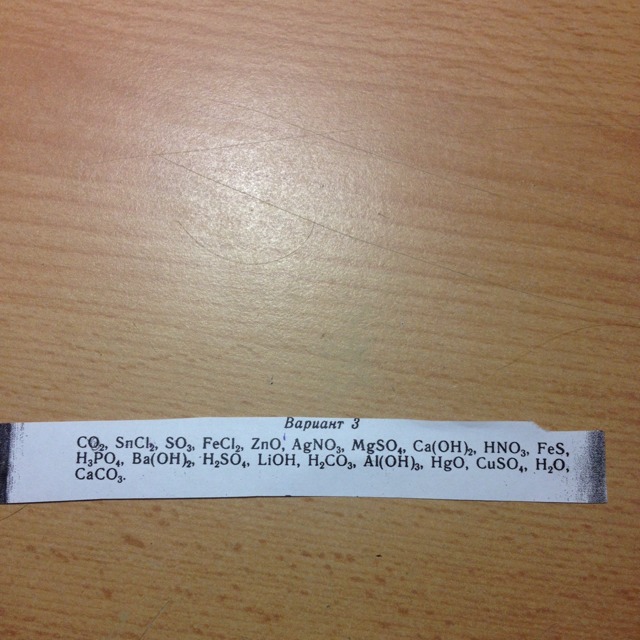 Вариант 3
CO₂, SnCl₂, SO₃, FeCl₂, ZnO, AgNO₃, MgSO₄, Ca(OH)₂, HNO₃, FeS,
H₃PO₄, Ba(OH)₂, H₂SO₄, LiOH, H₂CO₃, Al(OH)₃, HgO, CuSO₄, H₂O,
CaCO₃.